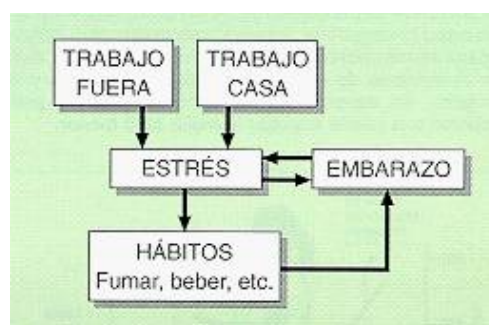 TRABAJO
FUERA
TRABAJO
CASA
ESTRÉS
EMBARAZO
HÁBITOS
Fumar, beber, etc.